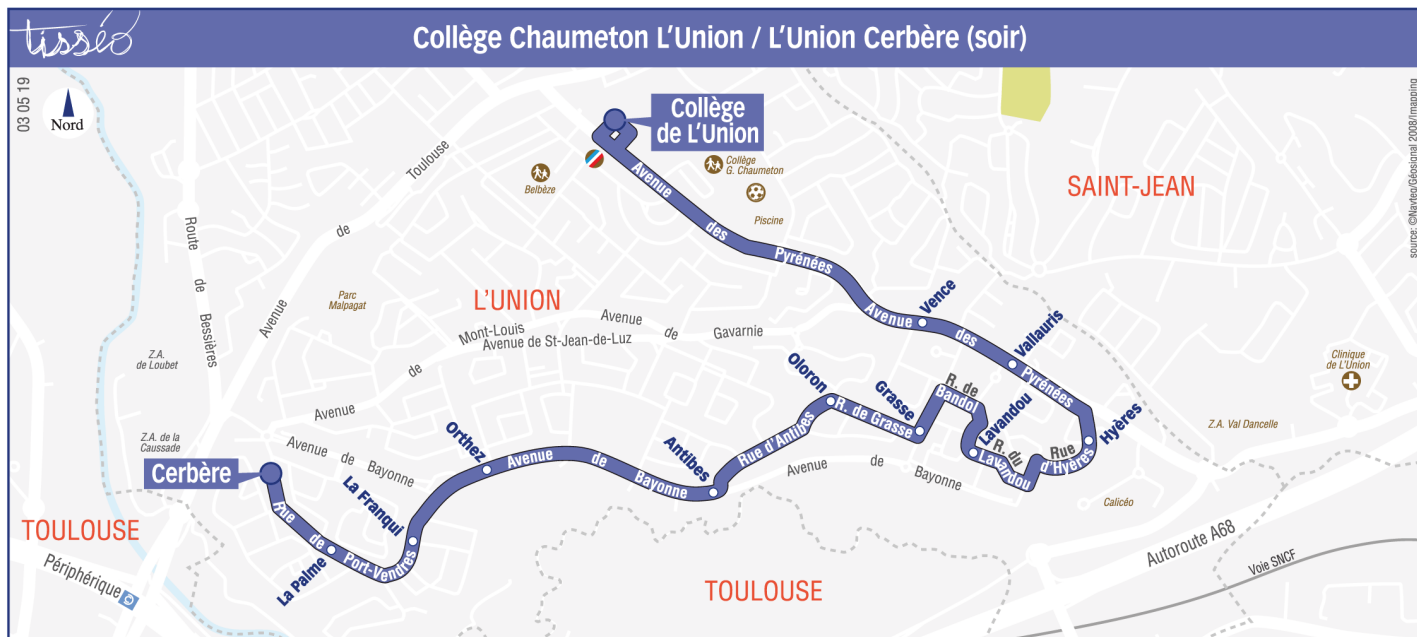 tisséo
Collège Chaumeton L'Union / L'Union Cerbère (soir)
03 05 19
Nord
source: ©Navteq/Géosignal 2008/Imapping
Collège
de L'Union
Collège
G. Chaumeton
Belbèze
Piscine
SAINT-JEAN
Avenue
de
Toulouse
Route
de
Bessières
Avenue
des
Pyrénées
Avenue
des
Pyrénées
Parc
Malpagat
L'UNION
Avenue
de
Mont-Louis
Avenue
de
Gavarnie
Avenue de St-Jean-de-Luz
Vence
Vallauris
Z.A.
de Loubet
Clinique
de L'Union
Oloron
Grasse
R. de
Bandol
R. de Grasse
Lavandou
R. du
Lavandou
Rue
d'Hyères
Hyères
Z.A. Val Dancelle
Z.A. de la
Caussade
Avenue
de
Bayonne
Orthez
Avenue
de
Bayonne
Antibes
Rue d'Antibes
Avenue
de
Bayonne
Cerbère
La Franqui
Rue
de
Port-Vendres
La Palme
Calicéo
TOULOUSE
Périphérique
TOULOUSE
Autoroute A68
Voie SNCF